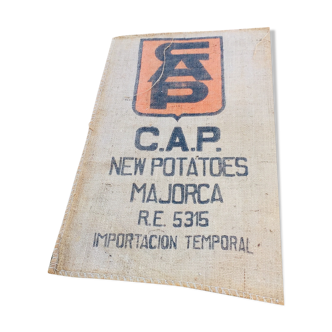 CAP
C.A.P.
NEW POTATOES
MAJORCA
R.E. 5315
IMPORTACION TEMPORAL